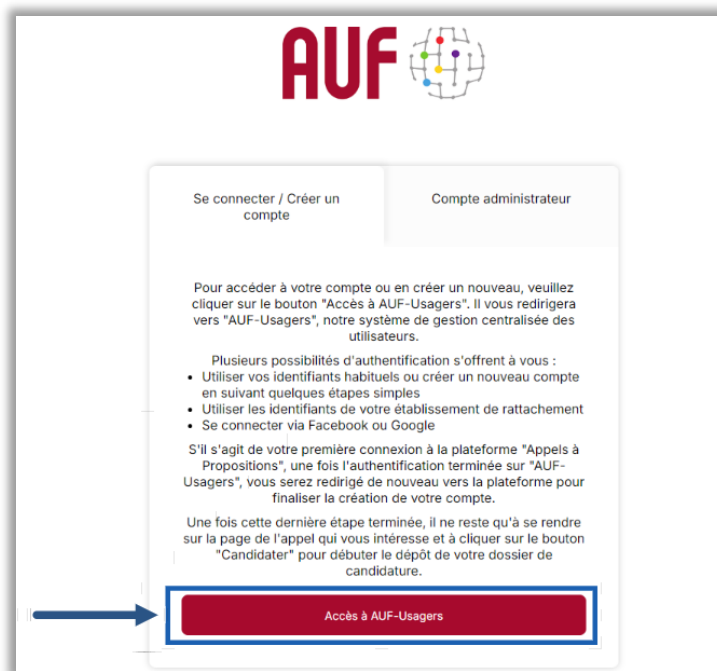 AUF
Se connecter / Créer un
compte
Compte administrateur
Pour accéder à votre compte ou en créer un nouveau, veuillez
cliquer sur le bouton "Accès à AUF-Usagers". Il vous redirigera
vers "AUF-Usagers", notre système de gestion centralisée des
utilisateurs.
Plusieurs possibilités d'authentification s'offrent à vous :
• Utiliser vos identifiants habituels ou créer un nouveau compte
en suivant quelques étapes simples
• Utiliser les identifiants de votre établissement de rattachement
• Se connecter via Facebook ou Google
S'il s'agit de votre première connexion à la plateforme "Appels à
Propositions", une fois l'authentification terminée sur "AUF-
Usagers", vous serez redirigé de nouveau vers la plateforme pour
finaliser la création de votre compte.
Une fois cette dernière étape terminée, il ne reste qu'à se rendre
sur la page de l'appel qui vous intéresse et à cliquer sur le bouton
"Candidater" pour débuter le dépôt de votre dossier de
candidature.
Accès à AUF-Usagers